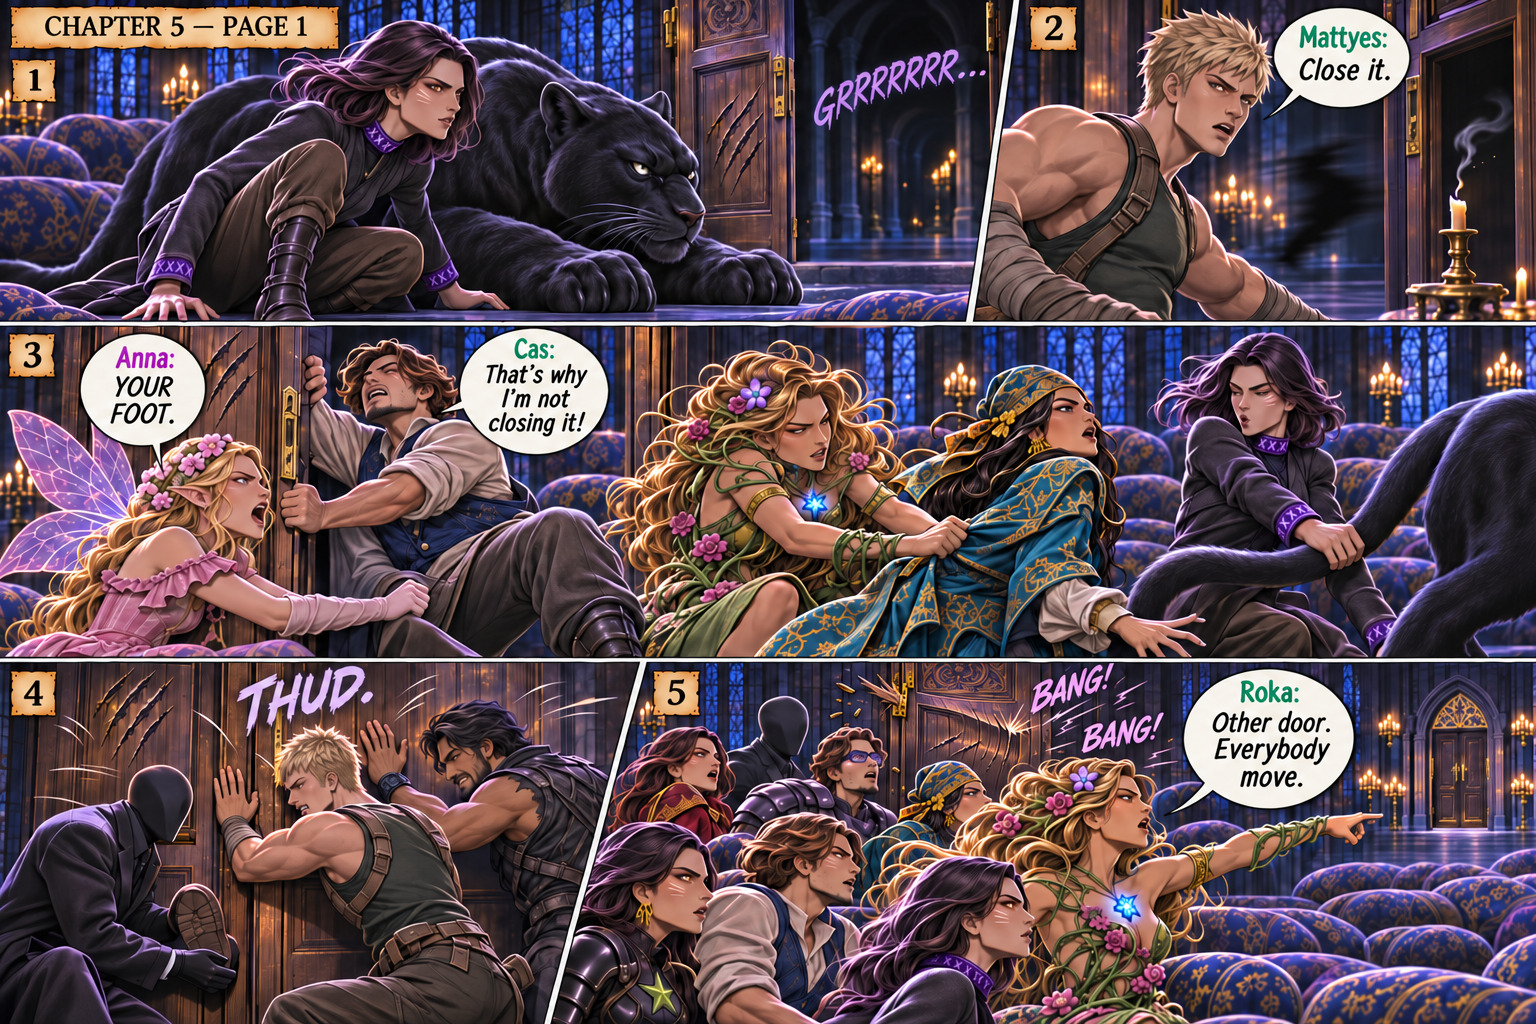 CHAPTER 5 — PAGE 1
1
GRRRRRRR...
2
Mattyes:
Close it.
3
Anna:
YOUR
FOOT.
Cas:
That's why
I'm not
closing it!
4
THUD.
5
BANG!
BANG!
Roka:
Other door.
Everybody
move.